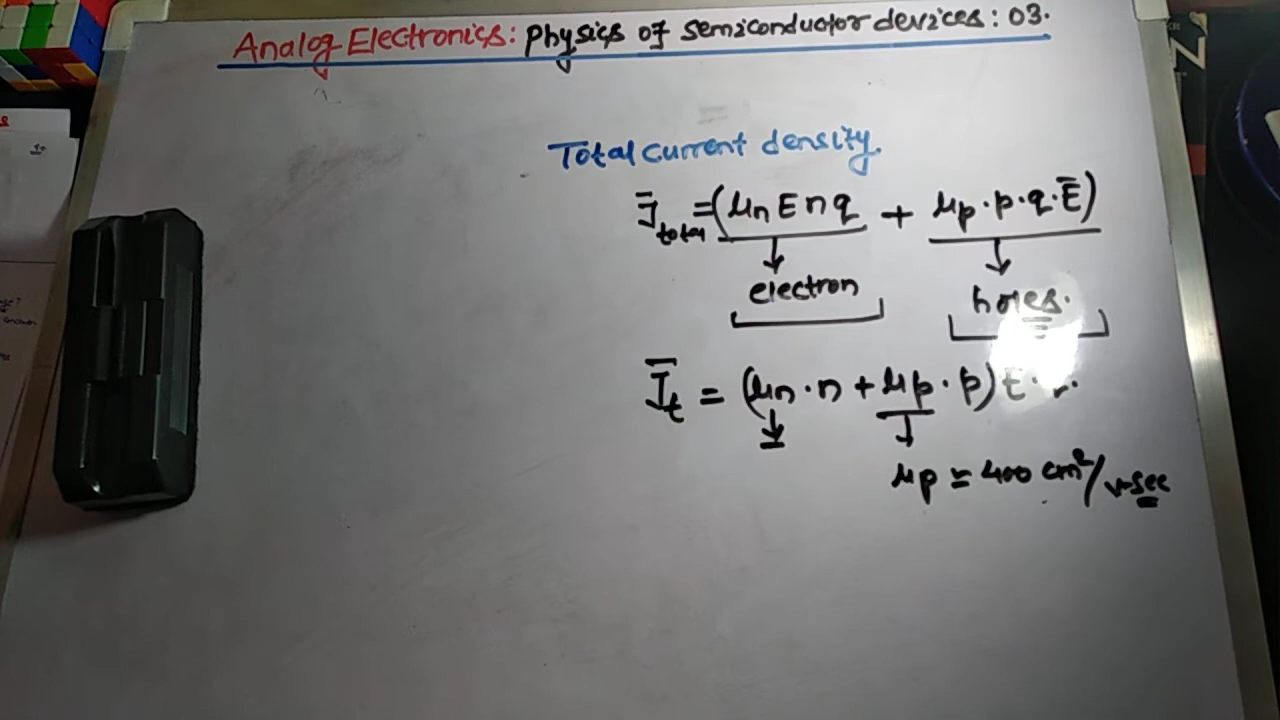 Analog Electronics: Physics of semiconductor devices: 03.
Total current density.
J̄total = (μn E n q + μp·p·q·Ē)
electron
holes.
J̄t = (μn·n + μp·p)
μp ≃ 400 cm²/v-sec